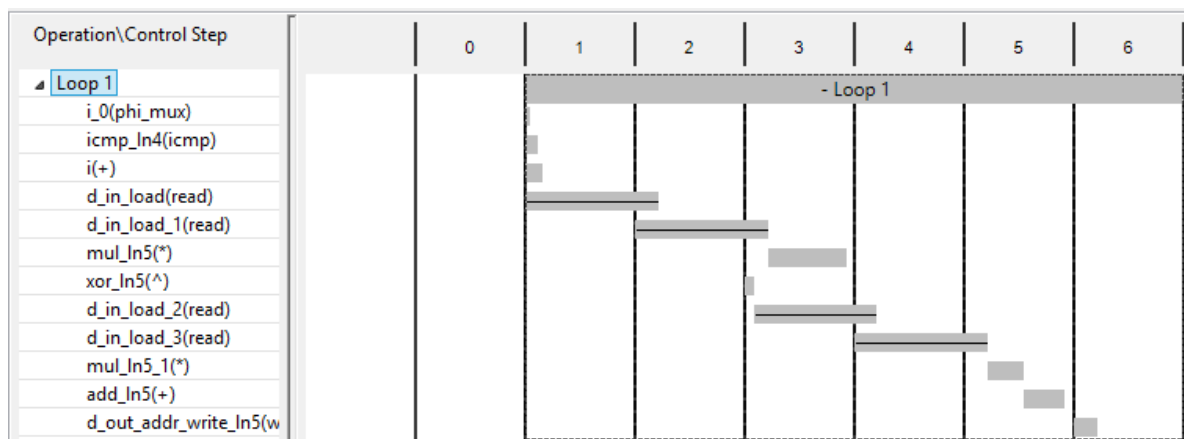 Operation\Control Step
0 1 2 3 4 5 6
Loop 1
- Loop 1
i_0(phi_mux)
icmp_ln4(icmp)
i(+)
d_in_load(read)
d_in_load_1(read)
mul_ln5(*)
xor_ln5(^)
d_in_load_2(read)
d_in_load_3(read)
mul_ln5_1(*)
add_ln5(+)
d_out_addr_write_ln5(w